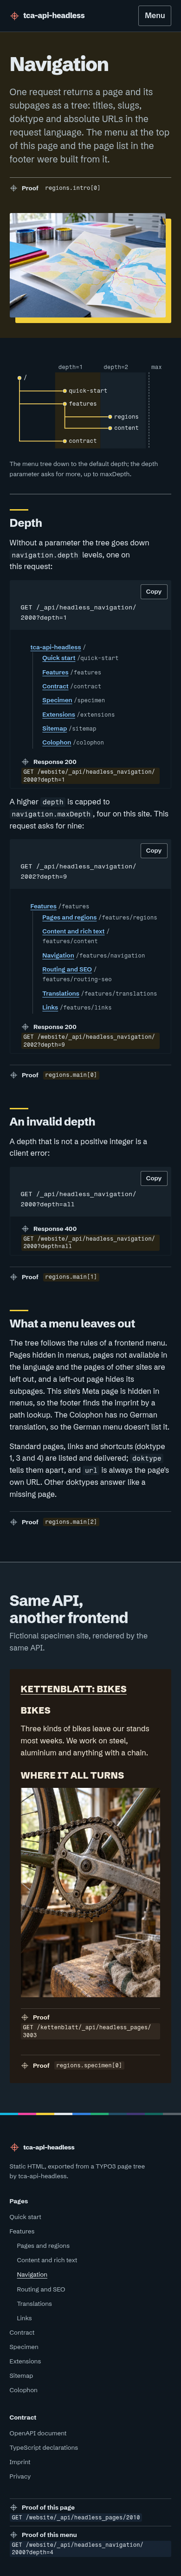 tca-api-headless
Menu
Navigation
One request returns a page and its
subpages as a tree: titles, slugs,
doktype and absolute URLs in the
request language. The menu at the top
of this page and the page list in the
footer were built from it.
Proof regions.intro[0]
depth=1 depth=2 max
/
quick-start
features
regions
content
contract
The menu tree down to the default depth; the depth
parameter asks for more, up to maxDepth.
Depth
Without a parameter the tree goes down
navigation.depth levels, one on
this request:
Copy
GET /_api/headless_navigation/
2000?depth=1
tca-api-headless /
Quick start /quick-start
Features /features
Contract /contract
Specimen /specimen
Extensions /extensions
Sitemap /sitemap
Colophon /colophon
Response 200
GET /website/_api/headless_navigation/
2000?depth=1
A higher depth is capped to
navigation.maxDepth, four on this site. This
request asks for nine:
Copy
GET /_api/headless_navigation/
2002?depth=9
Features /features
Pages and regions /features/regions
Content and rich text /
features/content
Navigation /features/navigation
Routing and SEO /
features/routing-seo
Translations /features/translations
Links /features/links
Response 200
GET /website/_api/headless_navigation/
2002?depth=9
Proof regions.main[0]
An invalid depth
A depth that is not a positive integer is a
client error:
Copy
GET /_api/headless_navigation/
2000?depth=all
Response 400
GET /website/_api/headless_navigation/
2000?depth=all
Proof regions.main[1]
What a menu leaves out
The tree follows the rules of a frontend menu.
Pages hidden in menus, pages not available in
the language and the pages of other sites are
left out, and a left-out page hides its
subpages. This site's Meta page is hidden in
menus, so the footer finds the imprint by a
path lookup. The Colophon has no German
translation, so the German menu doesn't list it.
Standard pages, links and shortcuts (doktype
1, 3 and 4) are listed and delivered; doktype
tells them apart, and url is always the page's
own URL. Other doktypes answer like a
missing page.
Proof regions.main[2]
Same API,
another frontend
Fictional specimen site, rendered by the
same API.
KETTENBLATT: BIKES
BIKES
Three kinds of bikes leave our stands
most weeks. We work on steel,
aluminium and anything with a chain.
WHERE IT ALL TURNS
Proof
GET /kettenblatt/_api/headless_pages/
3003
Proof regions.specimen[0]
tca-api-headless
Static HTML, exported from a TYPO3 page tree
by tca-api-headless.
Pages
Quick start
Features
Pages and regions
Content and rich text
Navigation
Routing and SEO
Translations
Links
Contract
Specimen
Extensions
Sitemap
Colophon
Contract
OpenAPI document
TypeScript declarations
Imprint
Privacy
Proof of this page
GET /website/_api/headless_pages/2010
Proof of this menu
GET /website/_api/headless_navigation/
2000?depth=4